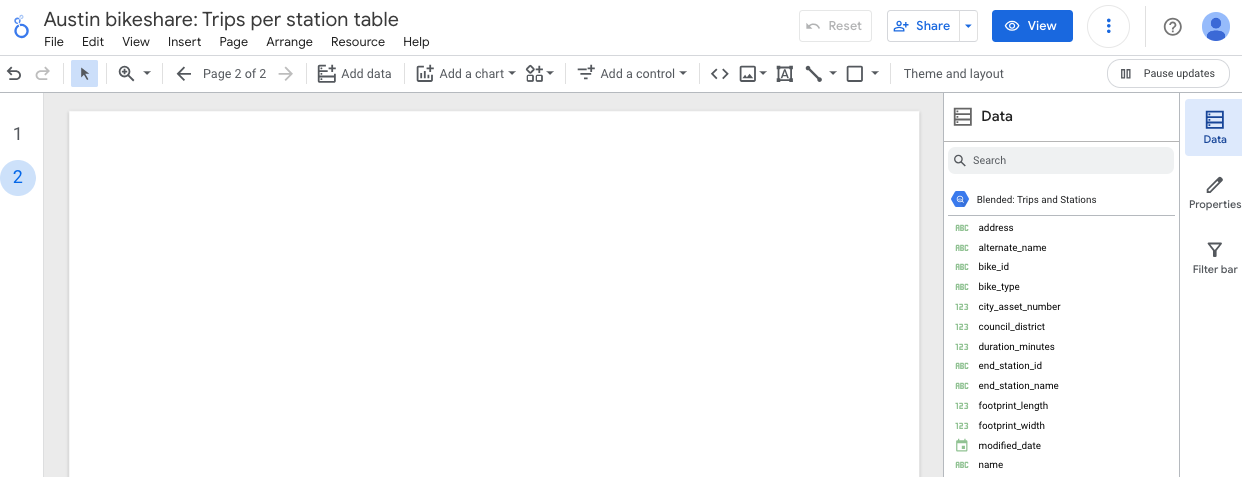 Austin bikeshare: Trips per station table
File Edit View Insert Page Arrange Resource Help
Reset
Share
View
Page 2 of 2
Add data
Add a chart
Add a control
Theme and layout
Pause updates
1
2
Data
Search
Blended: Trips and Stations
ABC address
ABC alternate_name
ABC bike_id
ABC bike_type
123 city_asset_number
123 council_district
123 duration_minutes
ABC end_station_id
ABC end_station_name
123 footprint_length
123 footprint_width
modified_date
ABC name
Data
Properties
Filter bar